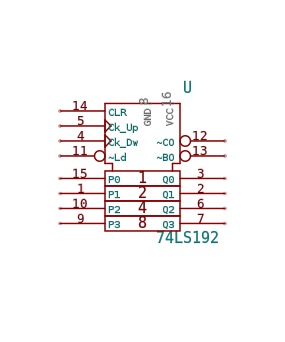 U
14 CLR GND 8 VCC 16
5 Ck_Up
4 Ck_Dw ~CO 12
11 ~Ld ~BO 13
15 P0 1 Q0 3
1 P1 2 Q1 2
10 P2 4 Q2 6
9 P3 8 Q3 7
74LS192